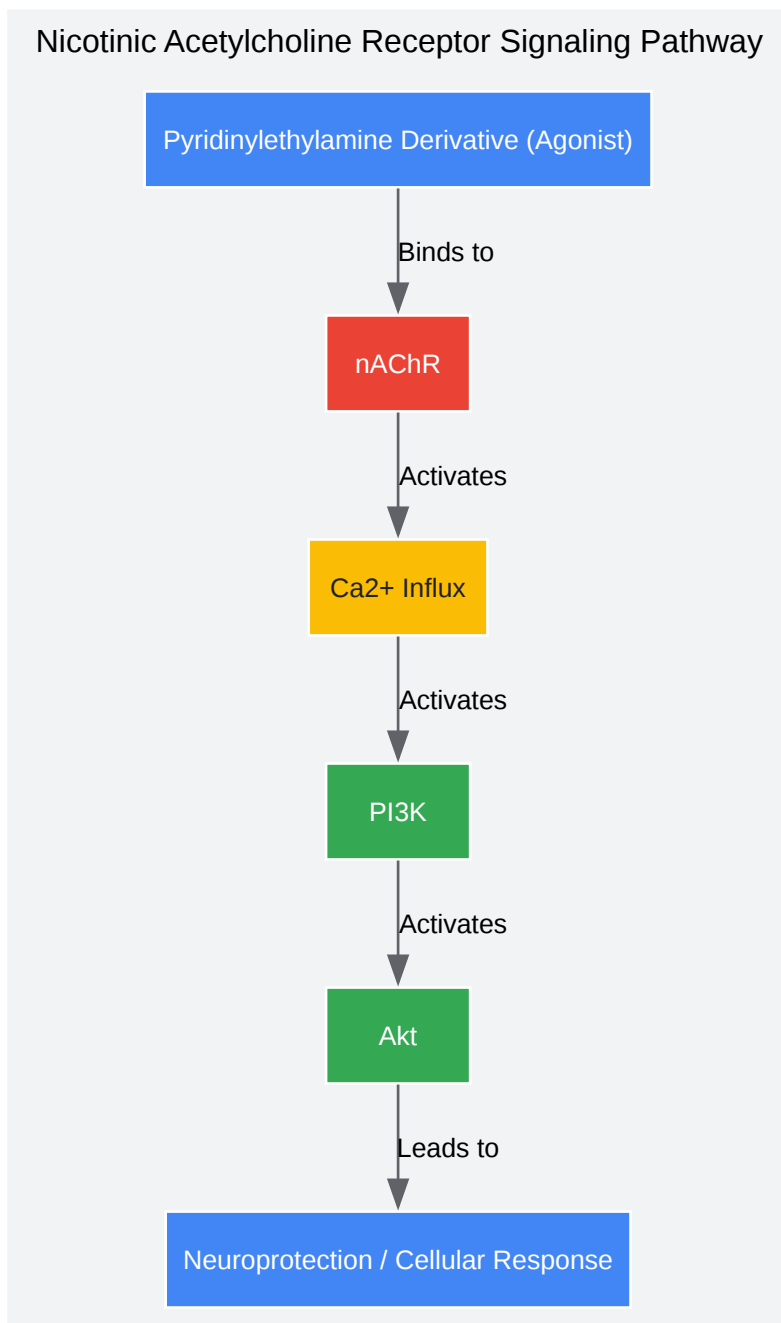 Nicotinic Acetylcholine Receptor Signaling Pathway
Pyridinylethylamine Derivative (Agonist)
Binds to
nAChR
Activates
Ca2+ Influx
Activates
PI3K
Activates
Akt
Leads to
Neuroprotection / Cellular Response